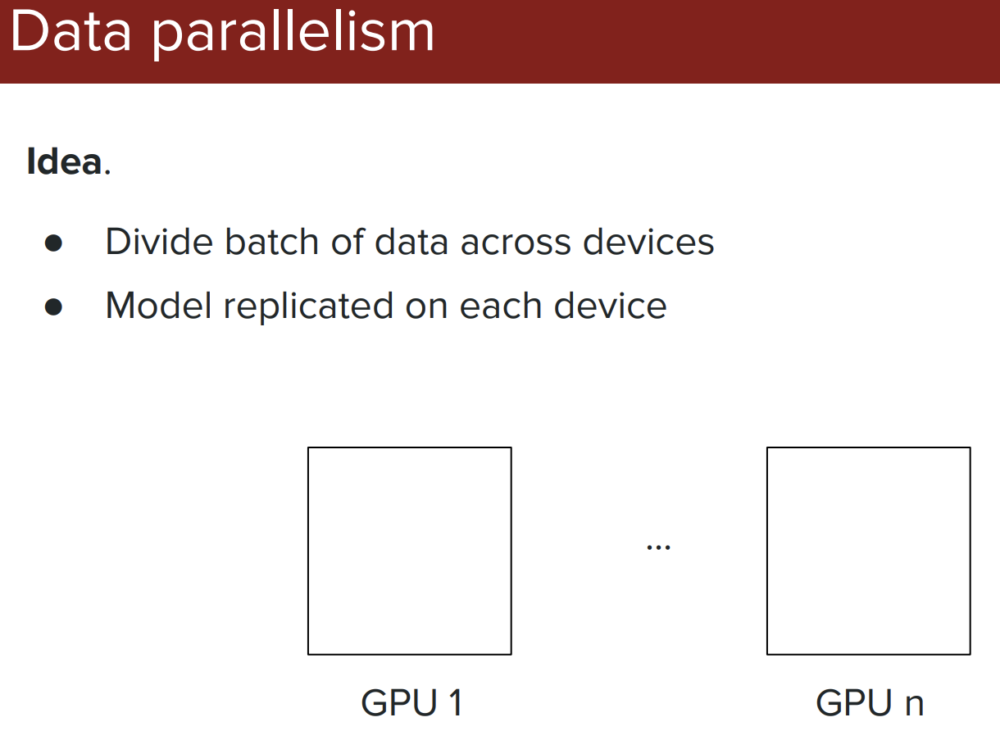 Data parallelism
Idea.
● Divide batch of data across devices
● Model replicated on each device
...
GPU 1
GPU n